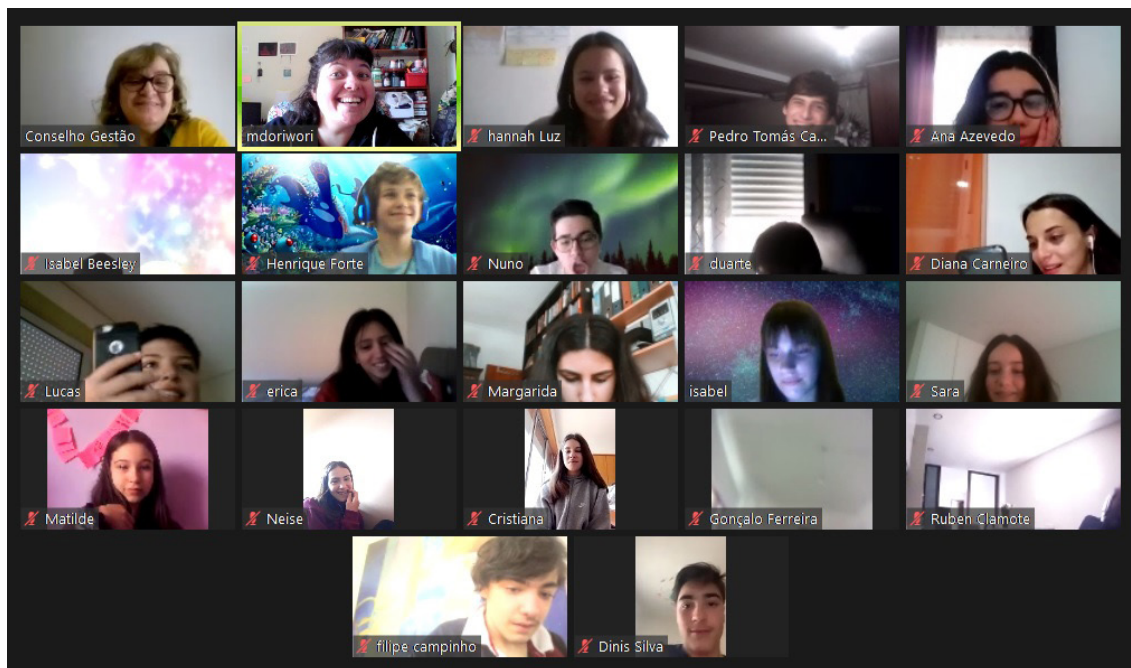 Conselho Gestão
mdoriwori
hannah Luz
Pedro Tomás Ca...
Ana Azevedo
Isabel Beesley
Henrique Forte
Nuno
duarte
Diana Carneiro
Lucas
erica
Margarida
isabel
Sara
Matilde
Neise
Cristiana
Gonçalo Ferreira
Ruben Clamote
filipe campinho
Dinis Silva